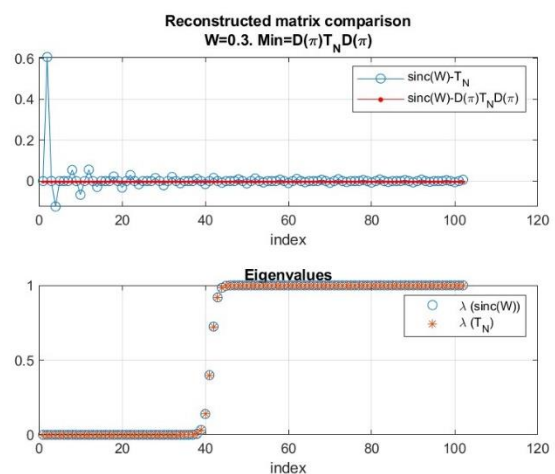 Reconstructed matrix comparison
W=0.3. Min=D(π)T_N D(π)
0.6
0.4
0.2
0
sinc(W)-T_N
sinc(W)-D(π)T_N D(π)
0 20 40 60 80 100 120
index
Eigenvalues
1
0.5
0
λ (sinc(W))
λ (T_N)
0 20 40 60 80 100 120
index